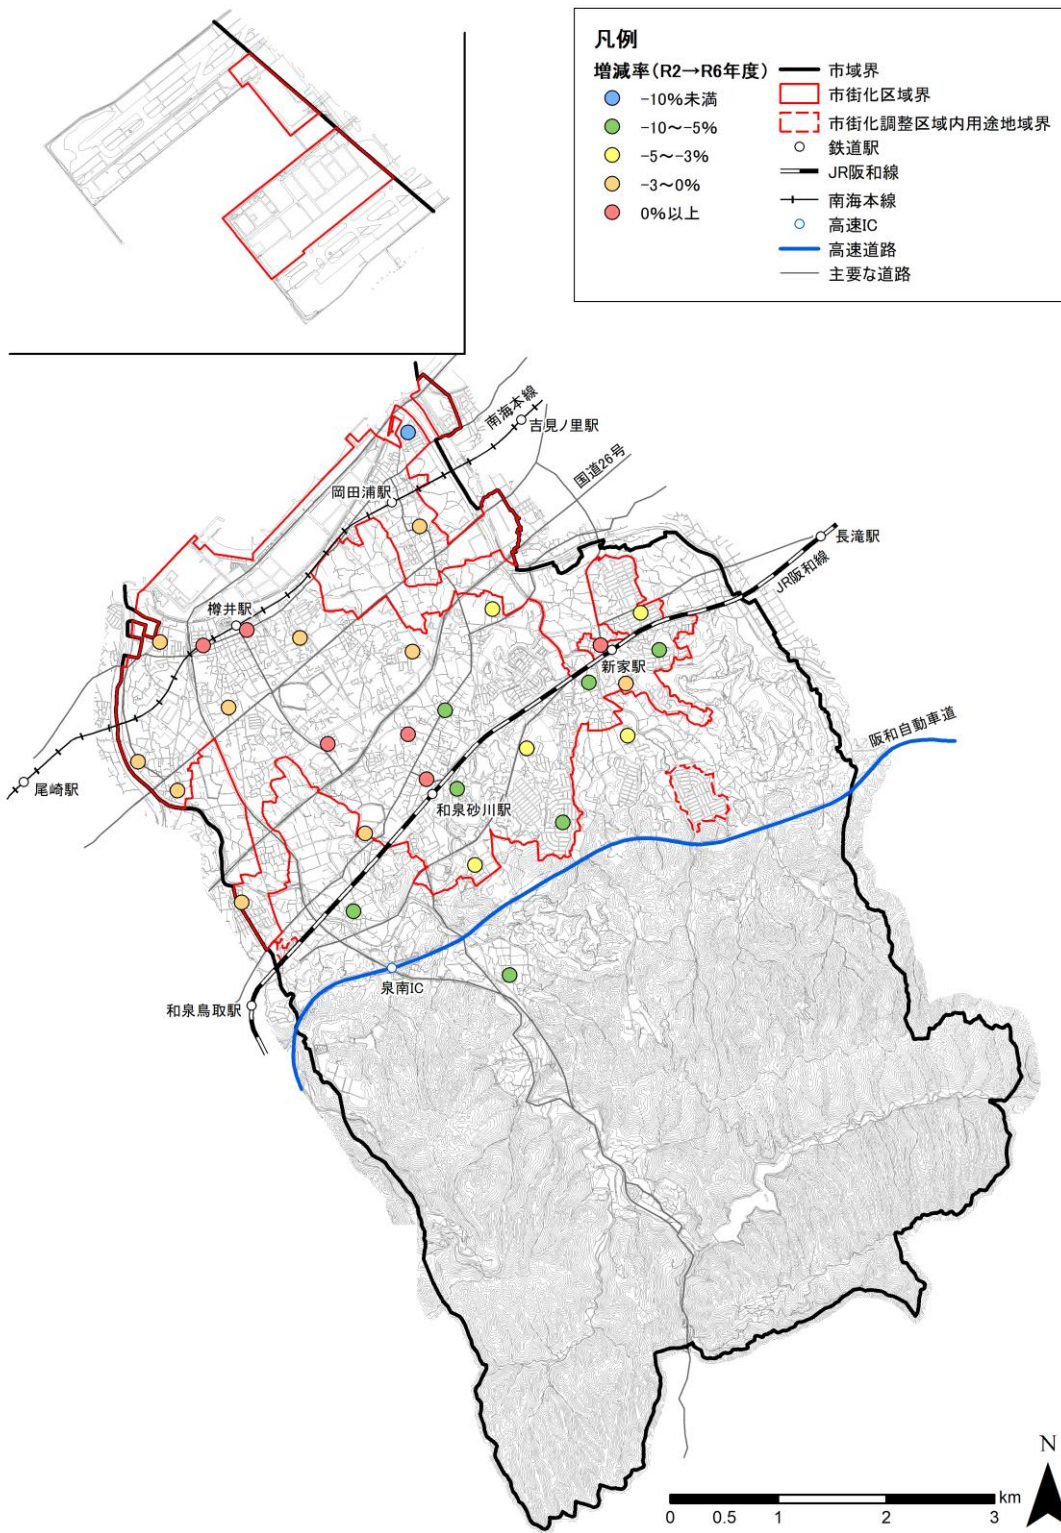 凡例
増減率(R2→R6年度)
-10%未満
-10～-5%
-5～-3%
-3～0%
0%以上
市域界
市街化区域界
市街化調整区域内用途地域界
鉄道駅
JR阪和線
南海本線
高速IC
高速道路
主要な道路
南海本線
吉見ノ里駅
国道26号
岡田浦駅
長滝駅
JR阪和線
樽井駅
新家駅
阪和自動車道
尾崎駅
和泉砂川駅
泉南IC
和泉鳥取駅
N
km
0 0.5 1 2 3